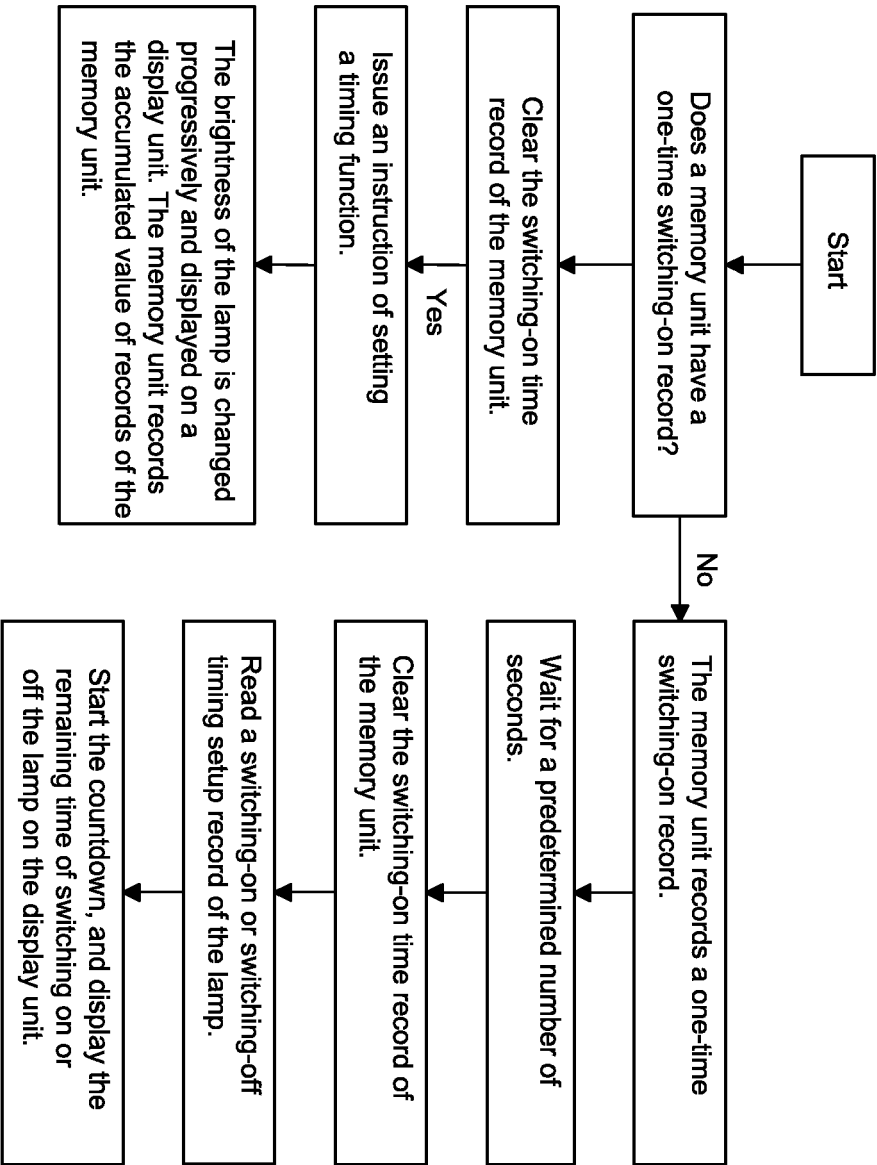 Start
Does a memory unit have a
one-time switching-on record?
Clear the switching-on time
record of the memory unit.
Yes
Issue an instruction of setting
a timing function.
The brightness of the lamp is changed
progressively and displayed on a
display unit. The memory unit records
the accumulated value of records of the
memory unit.
No
The memory unit records a one-time
switching-on record.
Wait for a predetermined number of
seconds.
Clear the switching-on time record of
the memory unit.
Read a switching-on or switching-off
timing setup record of the lamp.
Start the countdown, and display the
remaining time of switching on or
off the lamp on the display unit.